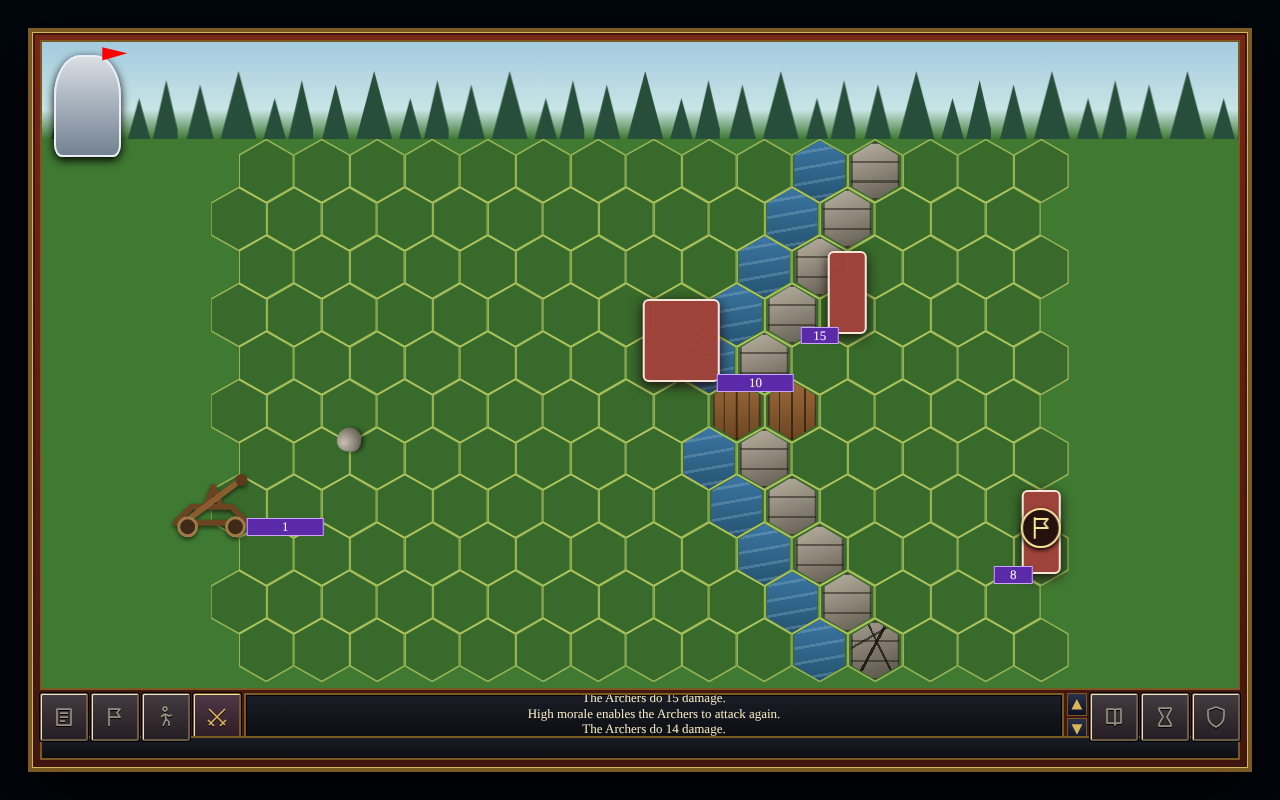 15
10
1
8
The Archers do 15 damage.
High morale enables the Archers to attack again.
The Archers do 14 damage.